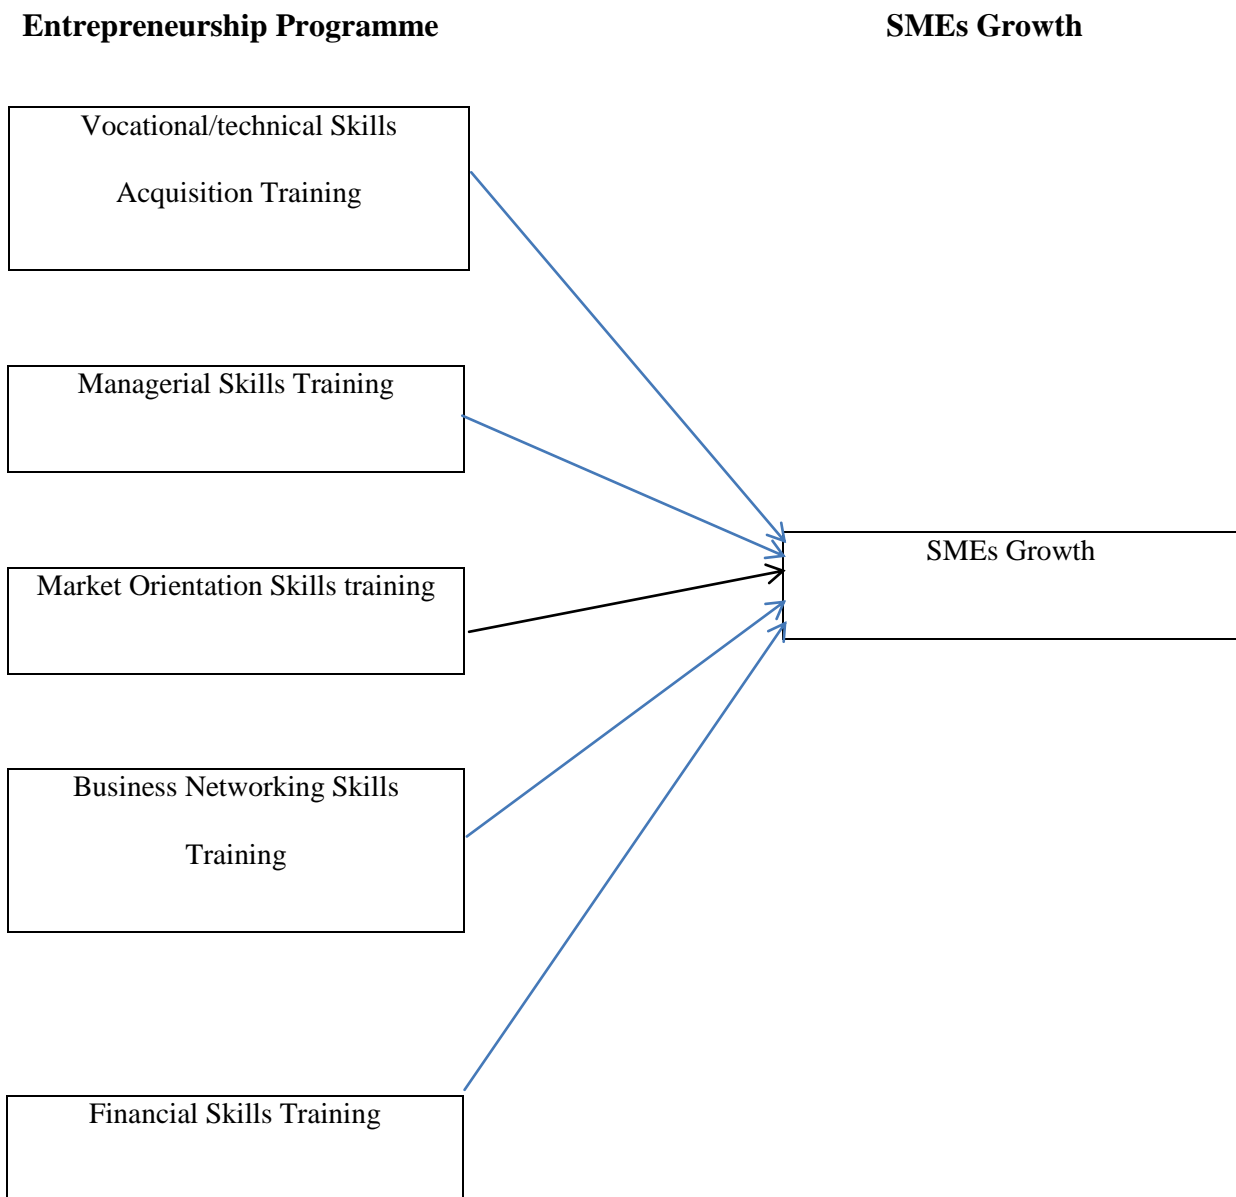 Entrepreneurship Programme
SMEs Growth
Vocational/technical Skills
Acquisition Training
Managerial Skills Training
Market Orientation Skills training
Business Networking Skills
Training
Financial Skills Training
SMEs Growth